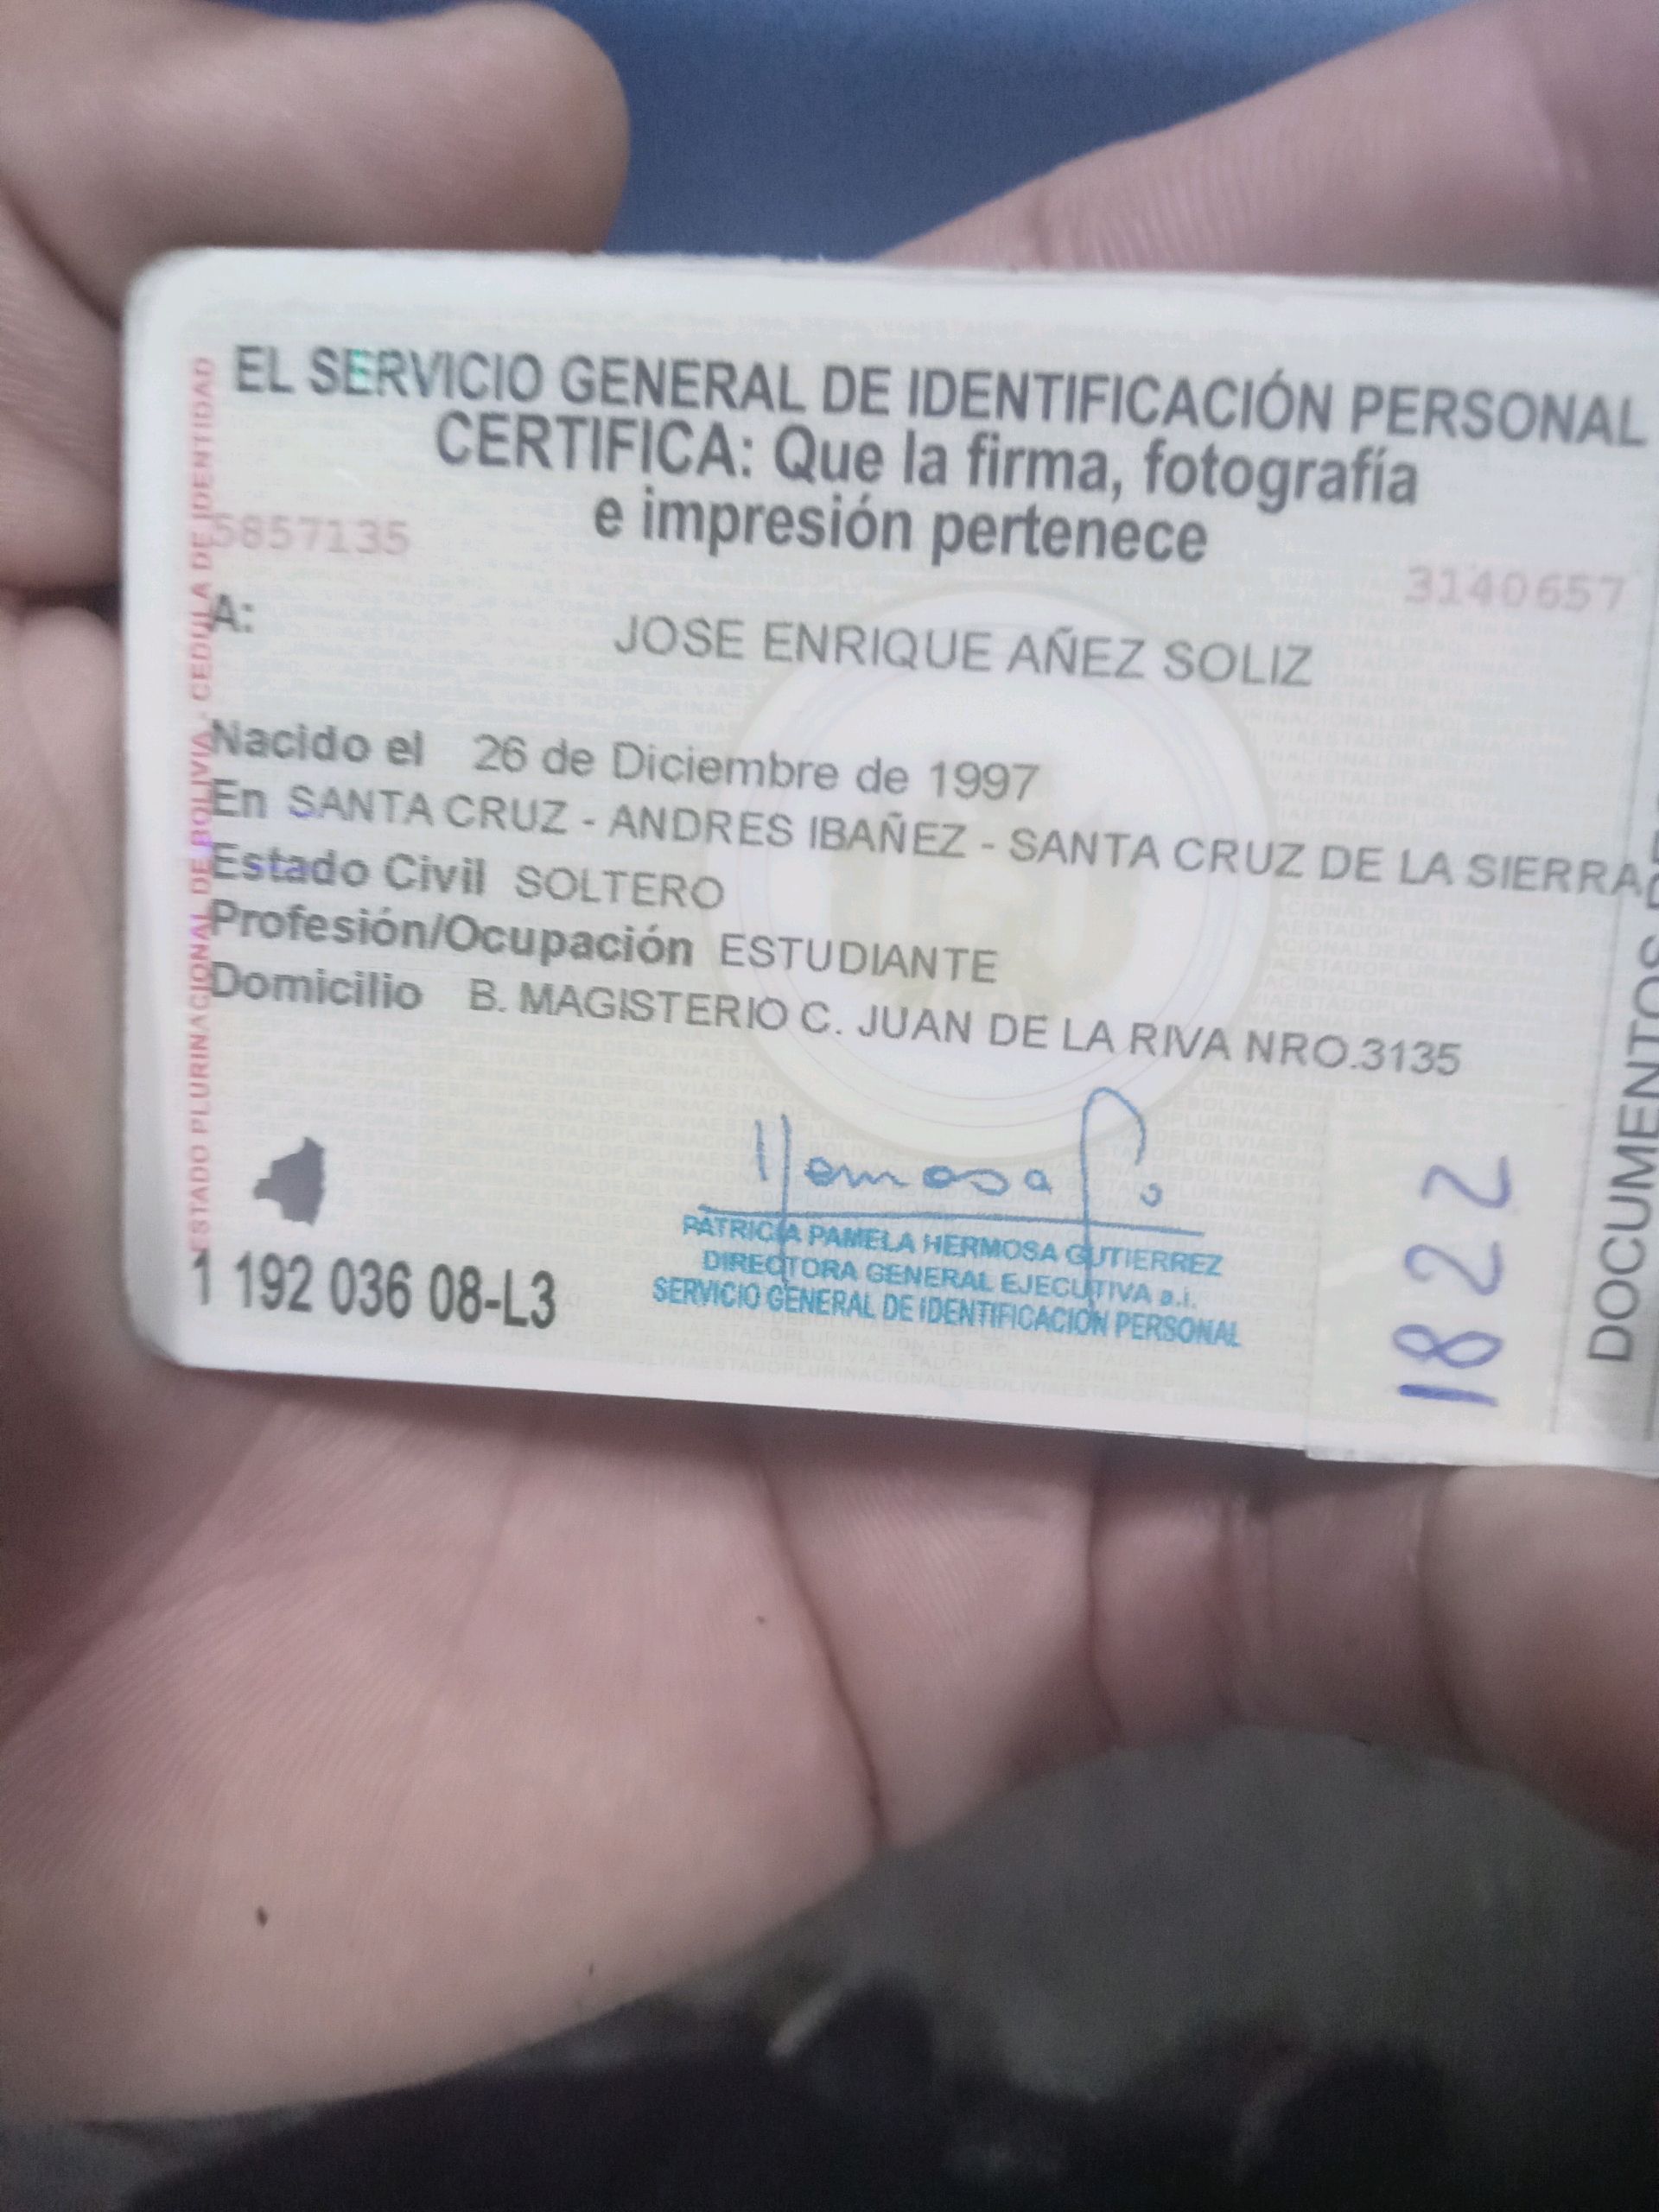 EL SERVICIO GENERAL DE IDENTIFICACIÓN PERSONAL
CERTIFICA: Que la firma, fotografía
e impresión pertenece
5857135
3140657
A: JOSE ENRIQUE AÑEZ SOLIZ
Nacido el 26 de Diciembre de 1997
En SANTA CRUZ - ANDRES IBAÑEZ - SANTA CRUZ DE LA SIERRA
Estado Civil SOLTERO
Profesión/Ocupación ESTUDIANTE
Domicilio B. MAGISTERIO C. JUAN DE LA RIVA NRO.3135
Hermosa G.
PATRICIA PAMELA HERMOSA GUTIERREZ
DIRECTORA GENERAL EJECUTIVA a.i.
SERVICIO GENERAL DE IDENTIFICACION PERSONAL
1 192 036 08-L3
ESTADO PLURINACIONAL DE BOLIVIA - CEDULA DE IDENTIDAD
1822
DOCUMENTOS